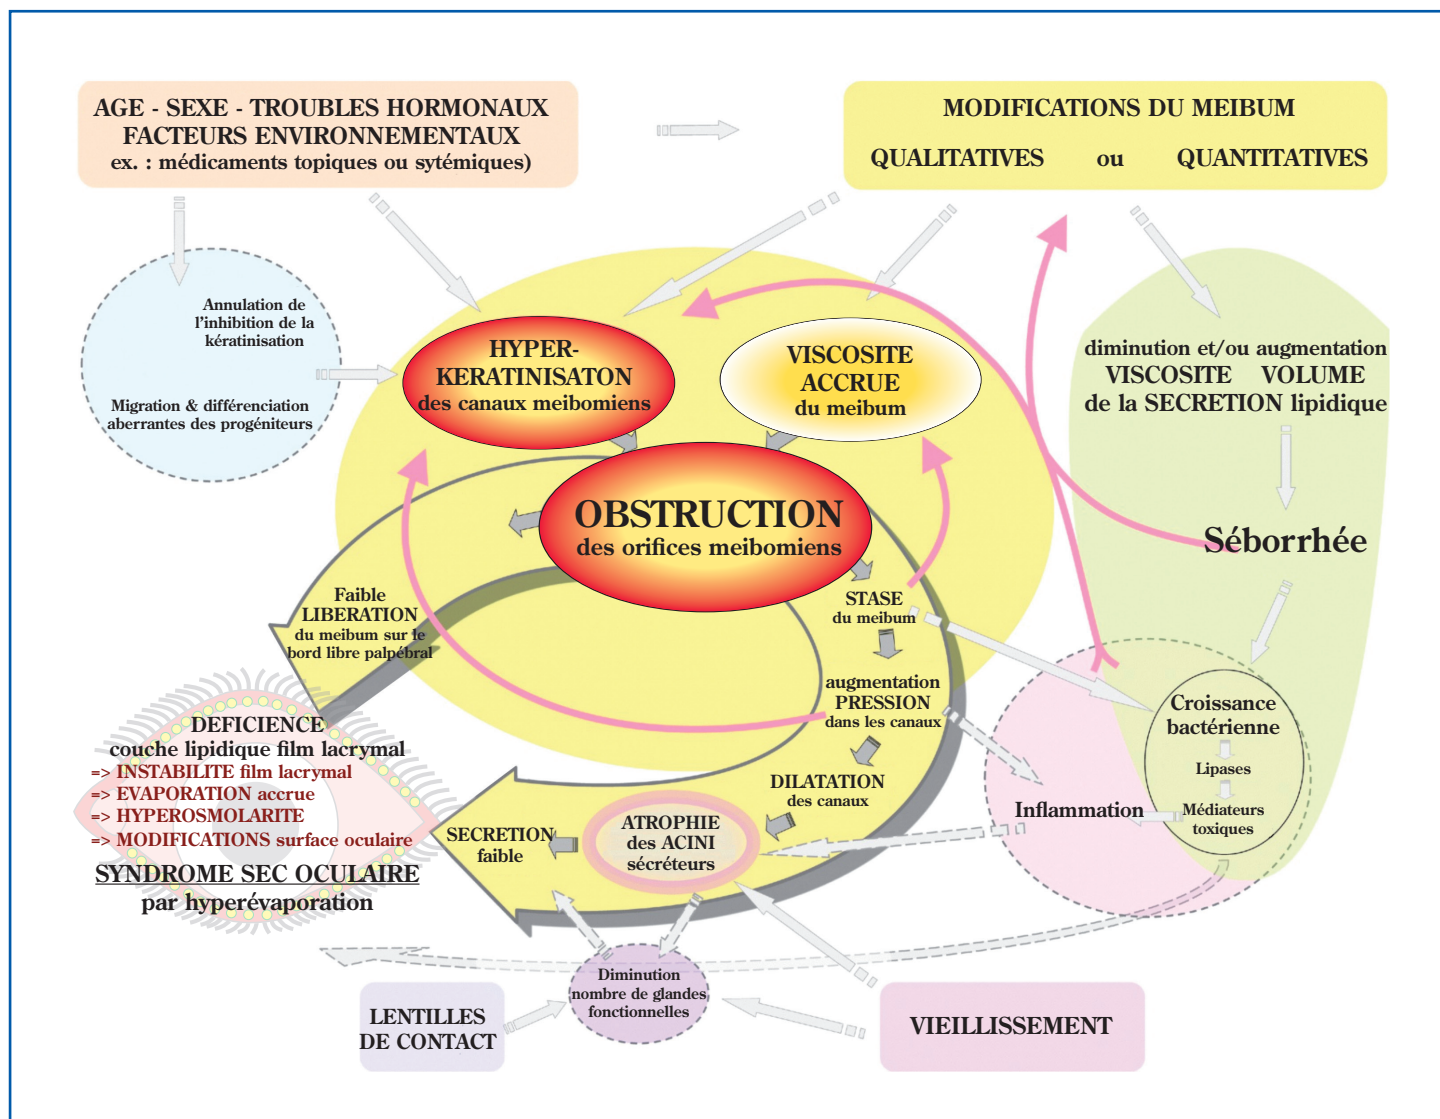 AGE - SEXE - TROUBLES HORMONAUX
FACTEURS ENVIRONNEMENTAUX
ex. : médicaments topiques ou sytémiques)
MODIFICATIONS DU MEIBUM
QUALITATIVES ou QUANTITATIVES
Annulation de
l'inhibition de la
kératinisation
Migration & différenciation
aberrantes des progéniteurs
HYPER-
KERATINISATON
des canaux meibomiens
VISCOSITE
ACCRUE
du meibum
diminution et/ou augmentation
VISCOSITE VOLUME
de la SECRETION lipidique
OBSTRUCTION
des orifices meibomiens
Séborrhée
Faible
LIBERATION
du meibum sur le
bord libre palpébral
STASE
du meibum
augmentation
PRESSION
dans les canaux
DILATATION
des canaux
Croissance
bactérienne
Lipases
Médiateurs
toxiques
Inflammation
DEFICIENCE
couche lipidique film lacrymal
=> INSTABILITE film lacrymal
=> EVAPORATION accrue
=> HYPEROSMOLARITE
=> MODIFICATIONS surface oculaire
SYNDROME SEC OCULAIRE
par hyperévaporation
SECRETION
faible
ATROPHIE
des ACINI
sécréteurs
Diminution
nombre de glandes
fonctionnelles
LENTILLES
DE CONTACT
VIEILLISSEMENT